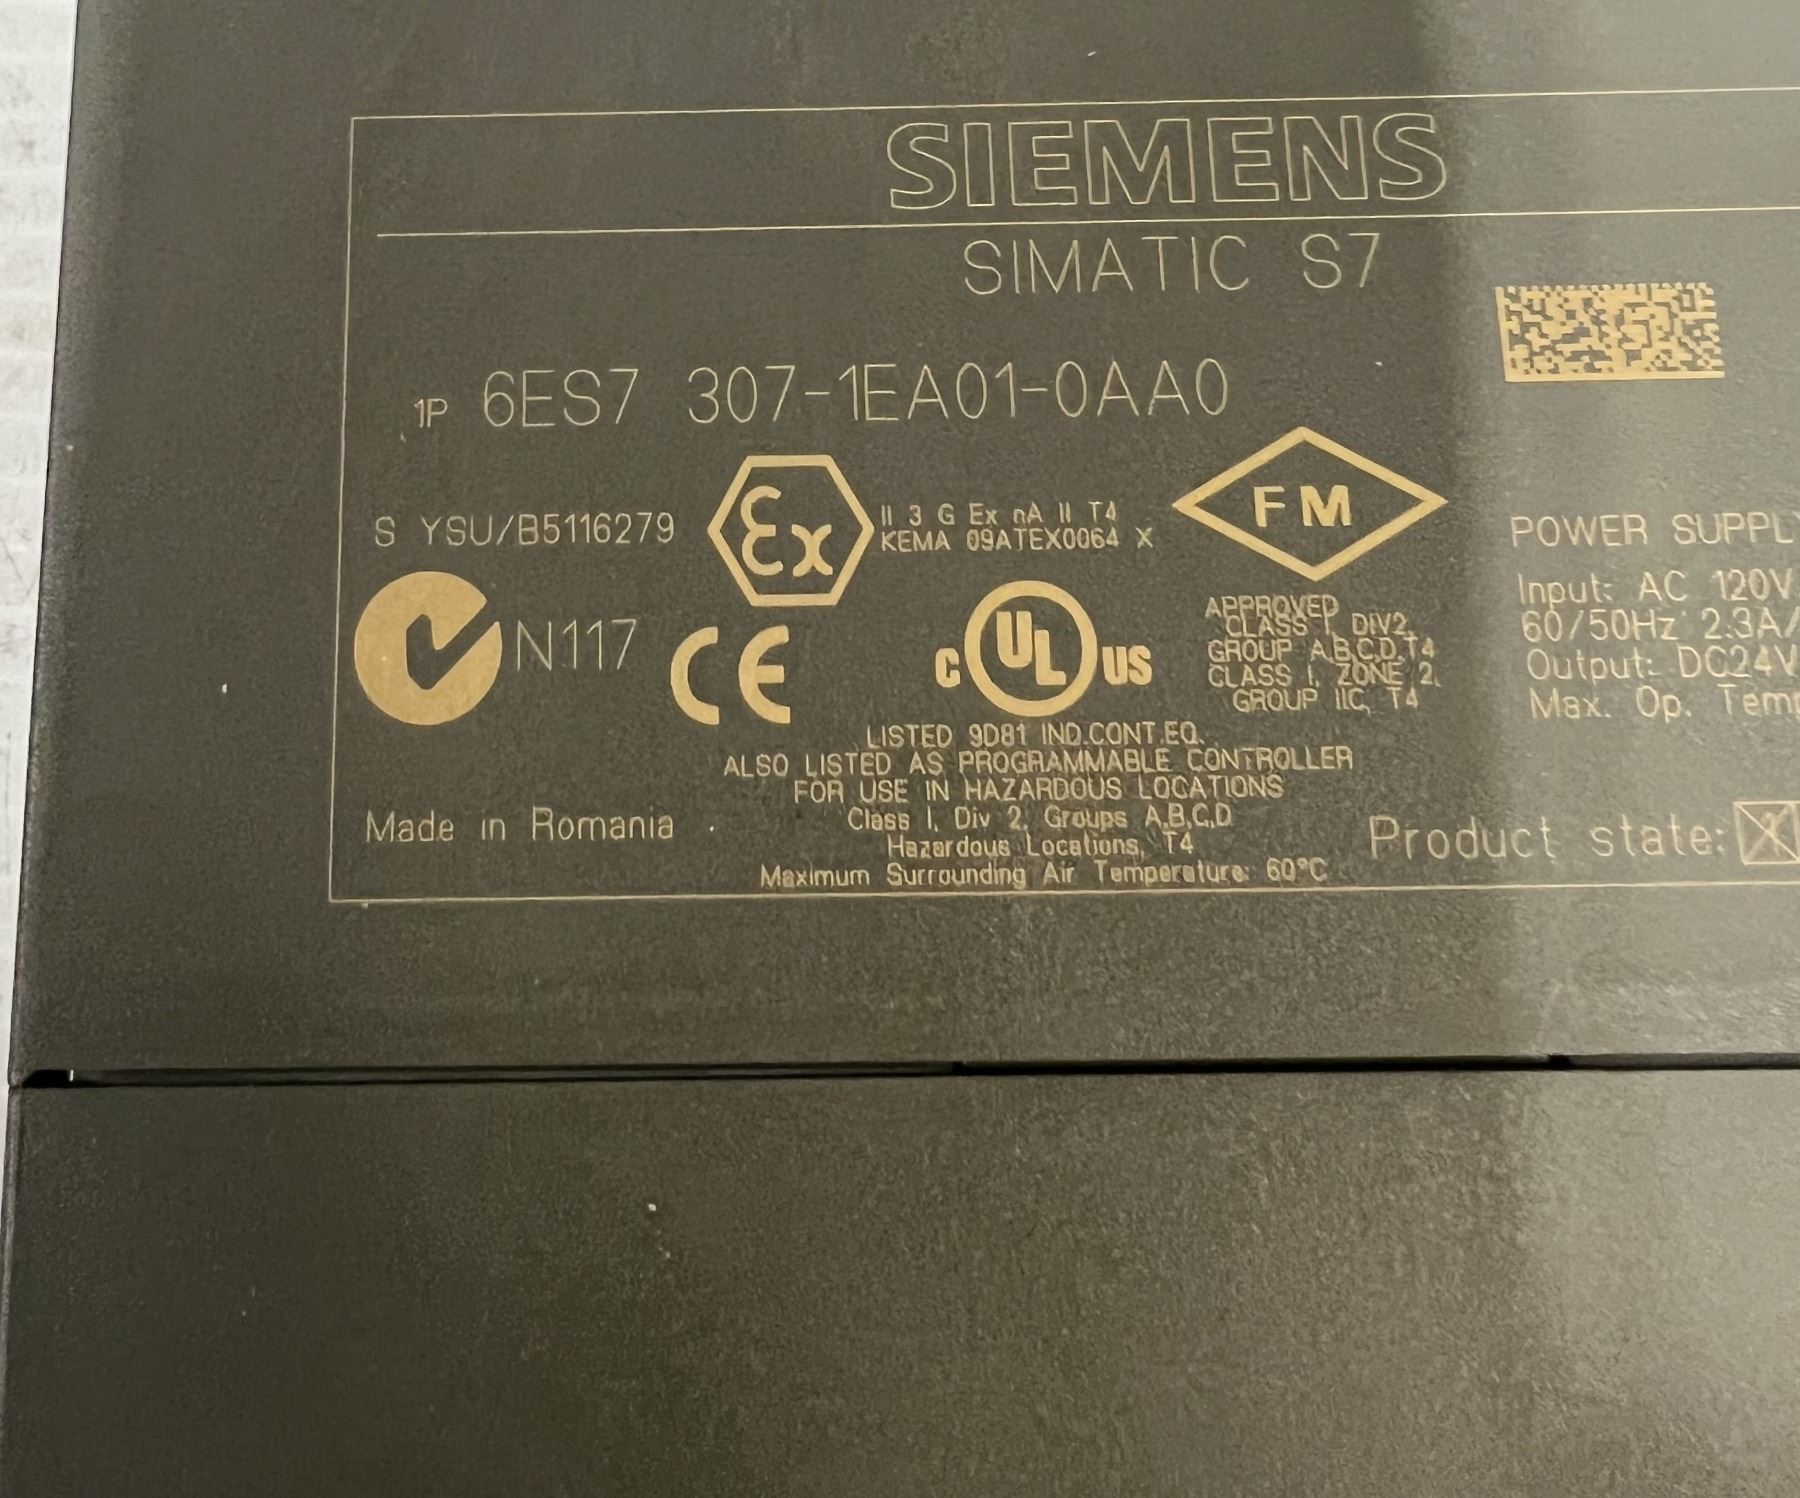 SIEMENS
SIMATIC S7
1P 6ES7 307-1EA01-0AA0
S YSU/B5116279
Ex
II 3 G Ex nA II T4
KEMA 09ATEX0064 X
FM
APPROVED
CLASS I, DIV2,
GROUP A,B,C,D,T4
CLASS I, ZONE 2,
GROUP IIC, T4
N117
CE
C UL US
LISTED 9D81 IND.CONT.EQ.
ALSO LISTED AS PROGRAMMABLE CONTROLLER
FOR USE IN HAZARDOUS LOCATIONS
Class I, Div 2, Groups A,B,C,D
Hazardous Locations, T4
Maximum Surrounding Air Temperature: 60°C
Made in Romania
POWER SUPPL
Input: AC 120V
60/50Hz 2.3A/
Output: DC24V
Max. Op. Temp
Product state: